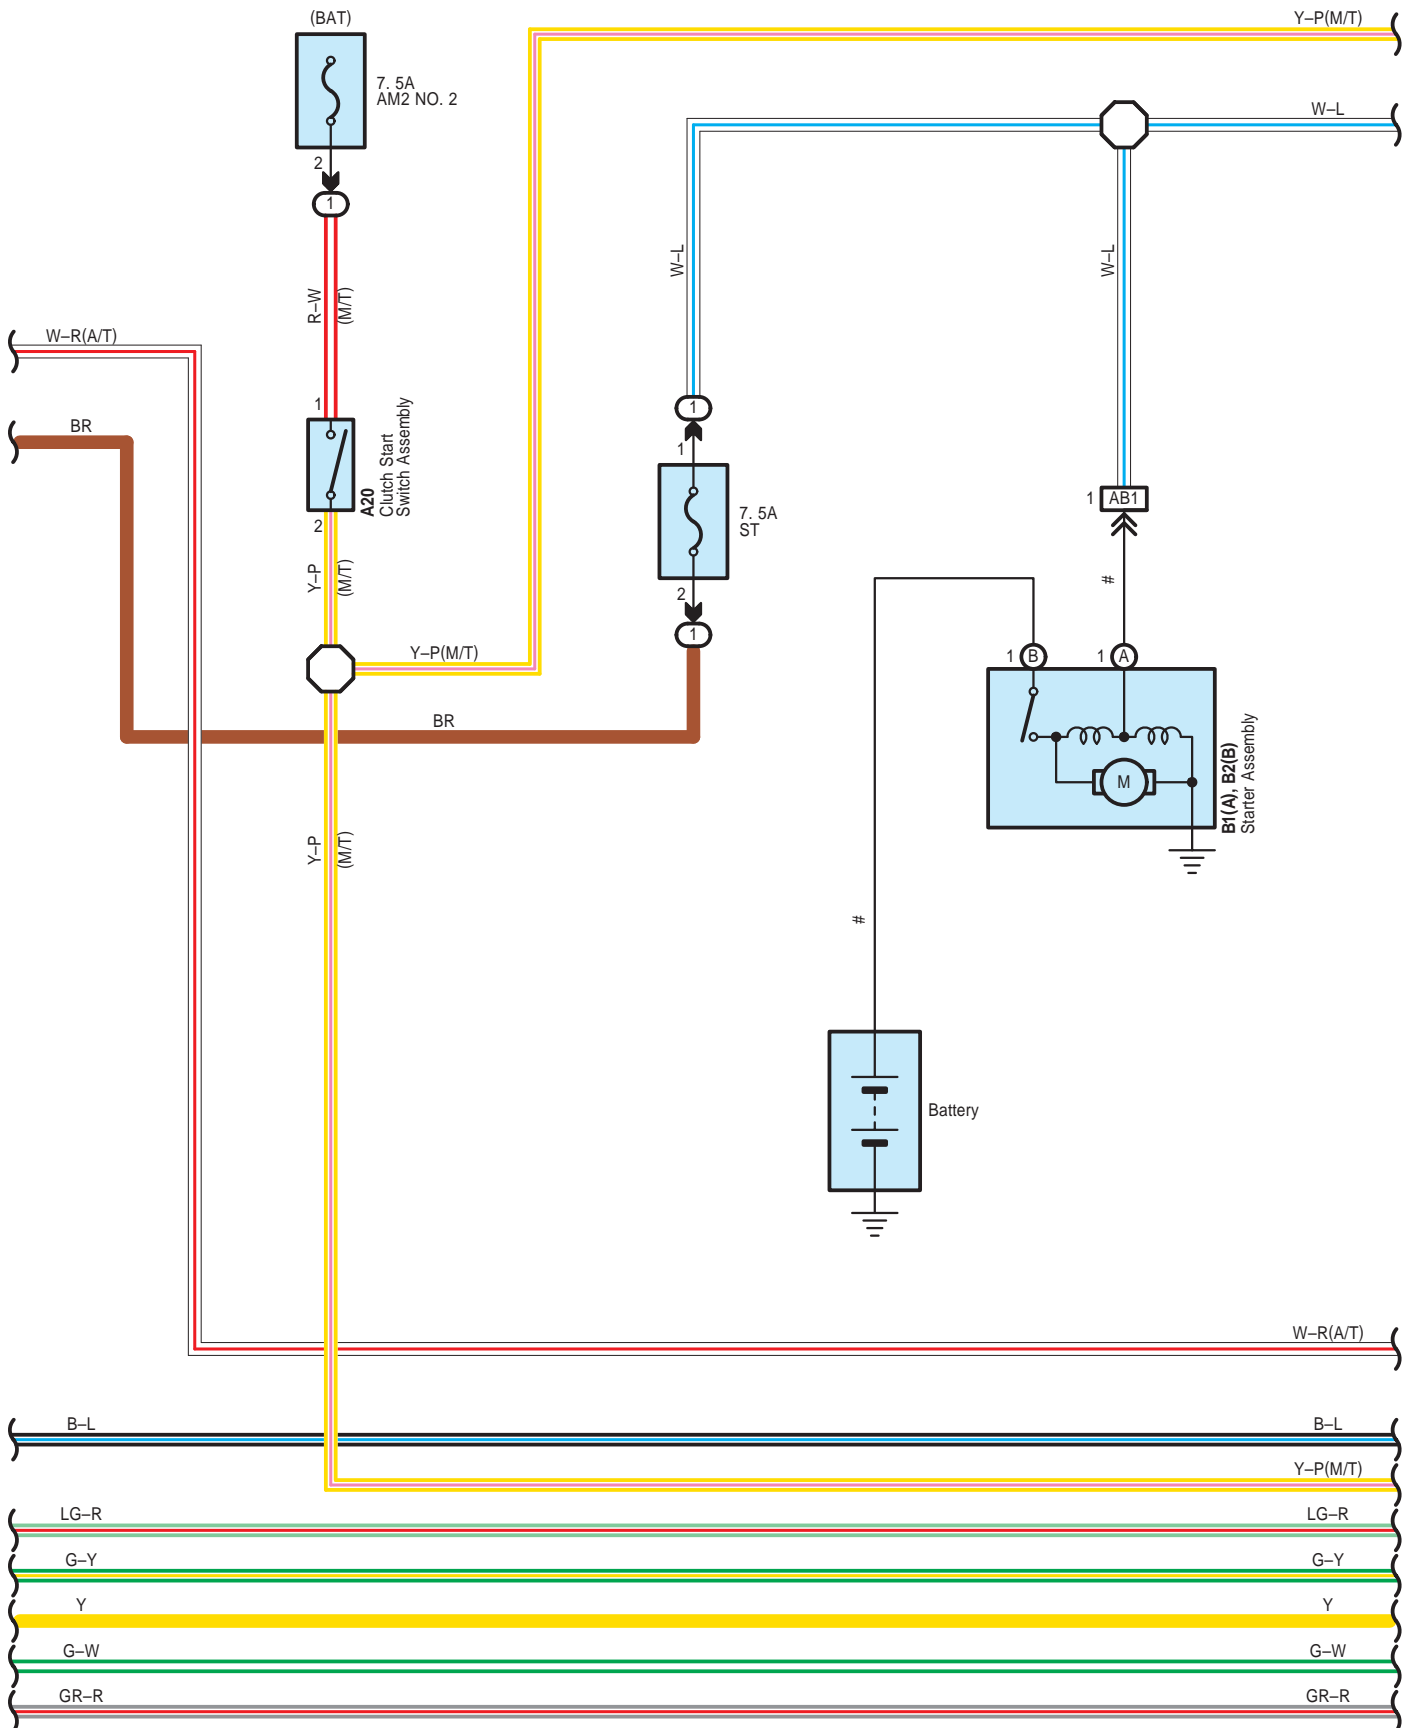 (BAT)
7. 5A
AM2 NO. 2
2
1
R–W
(M/T)
Y–P(M/T)
W–L
W–L
W–L
W–R(A/T)
BR
1
A20
Clutch Start
Switch Assembly
2
Y–P
(M/T)
Y–P(M/T)
BR
Y–P
(M/T)
1
1
7. 5A
ST
2
1
1 AB1
#
1 B
1 A
M
B1(A), B2(B)
Starter Assembly
#
Battery
W–R(A/T)
B–L
B–L
Y–P(M/T)
LG–R
LG–R
G–Y
G–Y
Y
Y
G–W
G–W
GR–R
GR–R